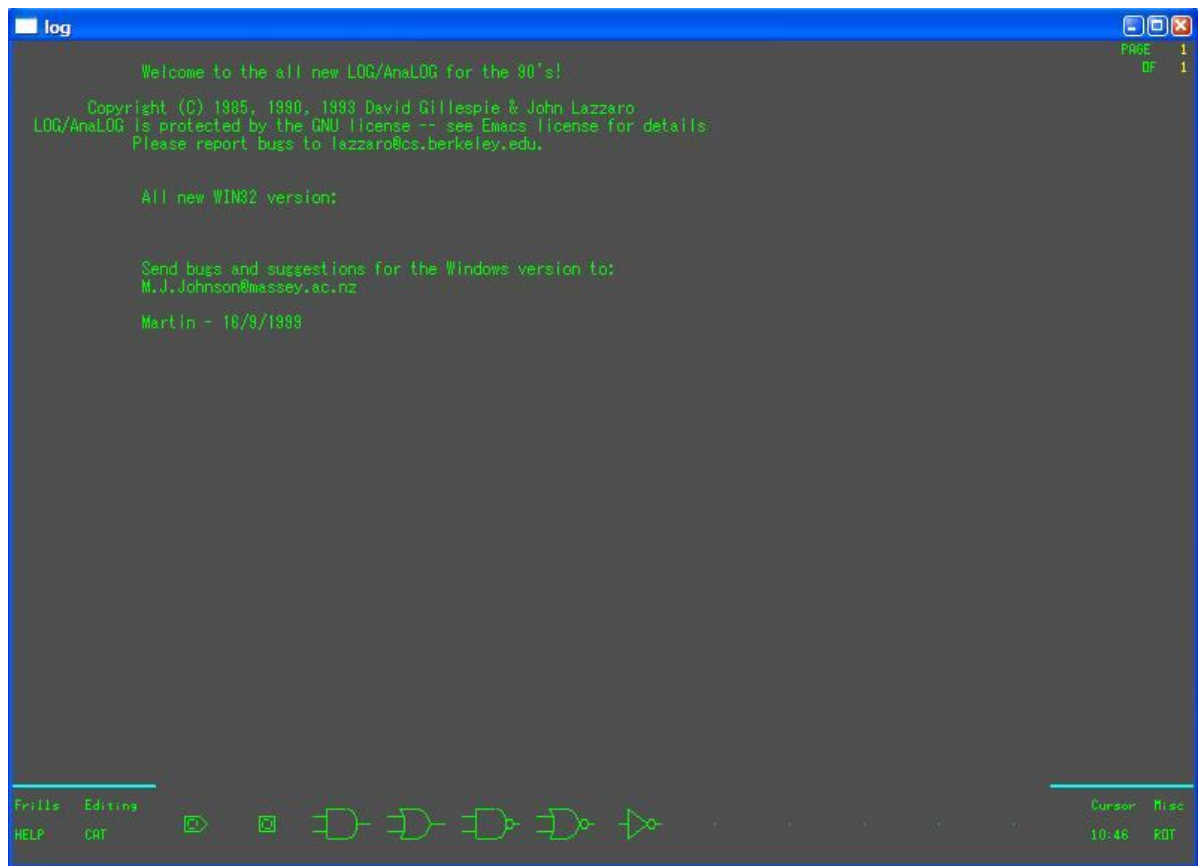 log
PAGE 1
OF 1
Welcome to the all new LOG/AnaLOG for the 90's!
Copyright (C) 1985, 1990, 1993 David Gillespie & John Lazzaro
LOG/AnaLOG is protected by the GNU license -- see Emacs license for details
Please report bugs to lazzaro@cs.berkeley.edu.
All new WIN32 version:
Send bugs and suggestions for the Windows version to:
M.J.Johnson@massey.ac.nz
Martin - 16/9/1999
Frills Editing
Cursor Misc
HELP CAT
10:46 ROT